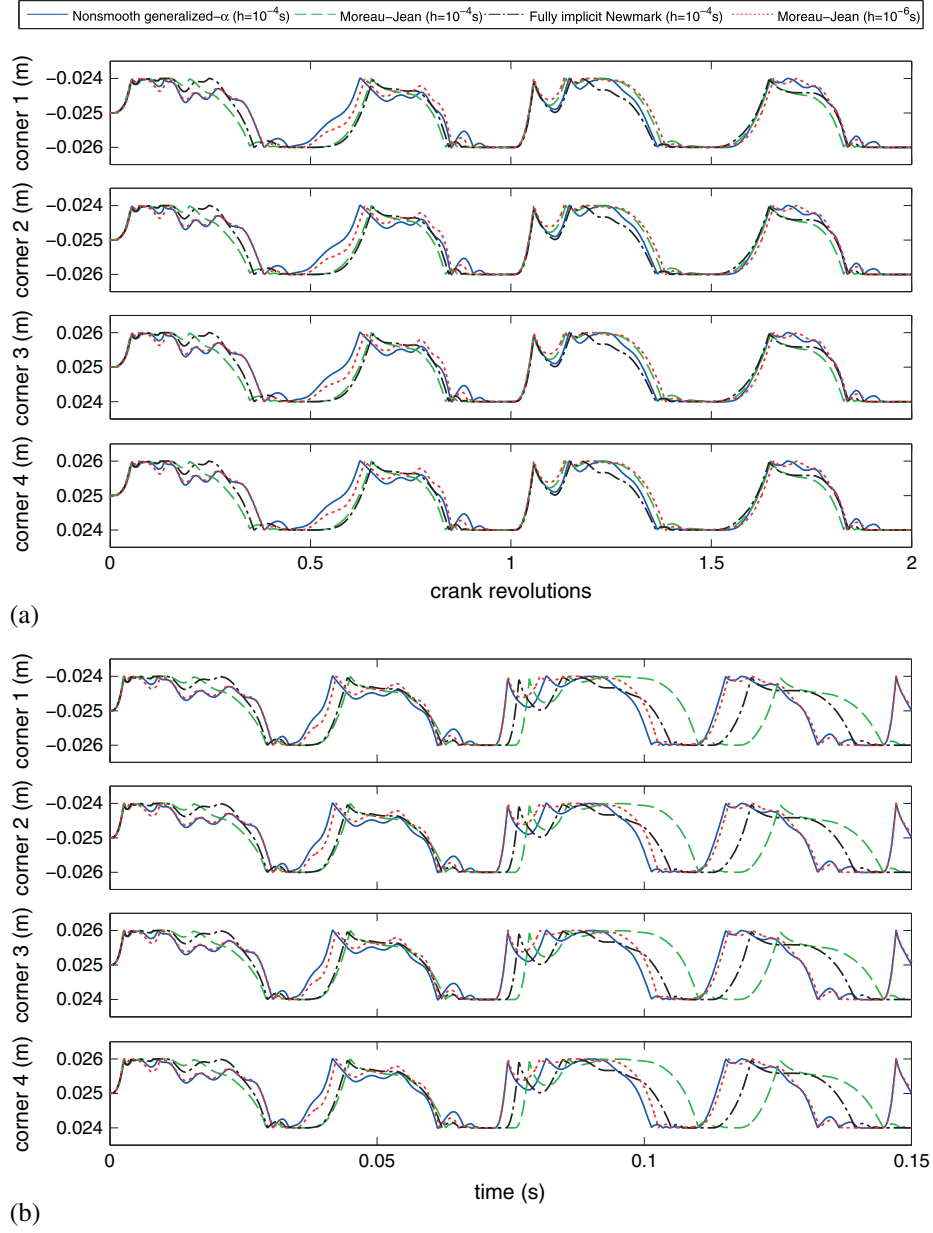 Nonsmooth generalized-α (h=10⁻⁴s) Moreau-Jean (h=10⁻⁴s) Fully implicit Newmark (h=10⁻⁴s) Moreau-Jean (h=10⁻⁶s)
corner 1 (m)
−0.024
−0.025
−0.026
corner 2 (m)
−0.024
−0.025
−0.026
corner 3 (m)
0.026
0.025
0.024
corner 4 (m)
0.026
0.025
0.024
0 0.5 1 1.5 2
crank revolutions
(a)
corner 1 (m)
−0.024
−0.025
−0.026
corner 2 (m)
−0.024
−0.025
−0.026
corner 3 (m)
0.026
0.025
0.024
corner 4 (m)
0.026
0.025
0.024
0 0.05 0.1 0.15
time (s)
(b)